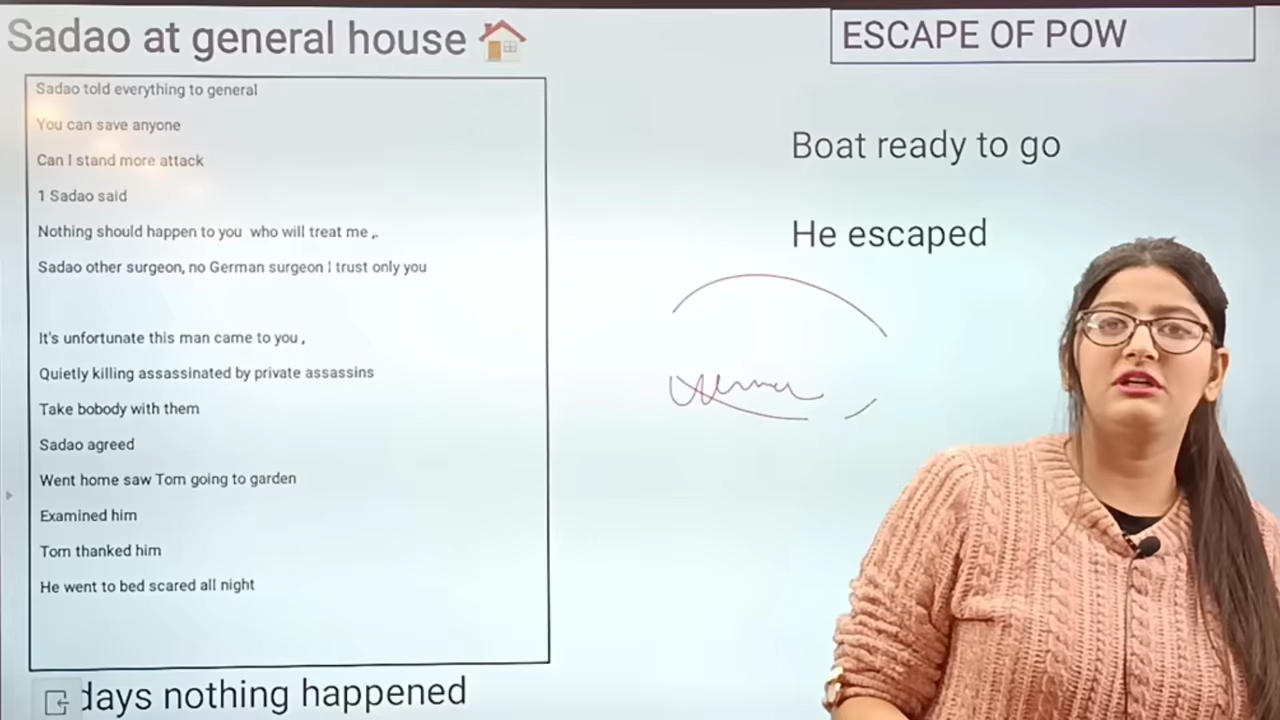 Sadao at general house
Sadao told everything to general
You can save anyone
Can I stand more attack
1 Sadao said
Nothing should happen to you who will treat me ,.
Sadao other surgeon, no German surgeon I trust only you
It's unfortunate this man came to you ,
Quietly killing assassinated by private assassins
Take bobody with them
Sadao agreed
Went home saw Tom going to garden
Examined him
Tom thanked him
He went to bed scared all night
days nothing happened
ESCAPE OF POW
Boat ready to go
He escaped